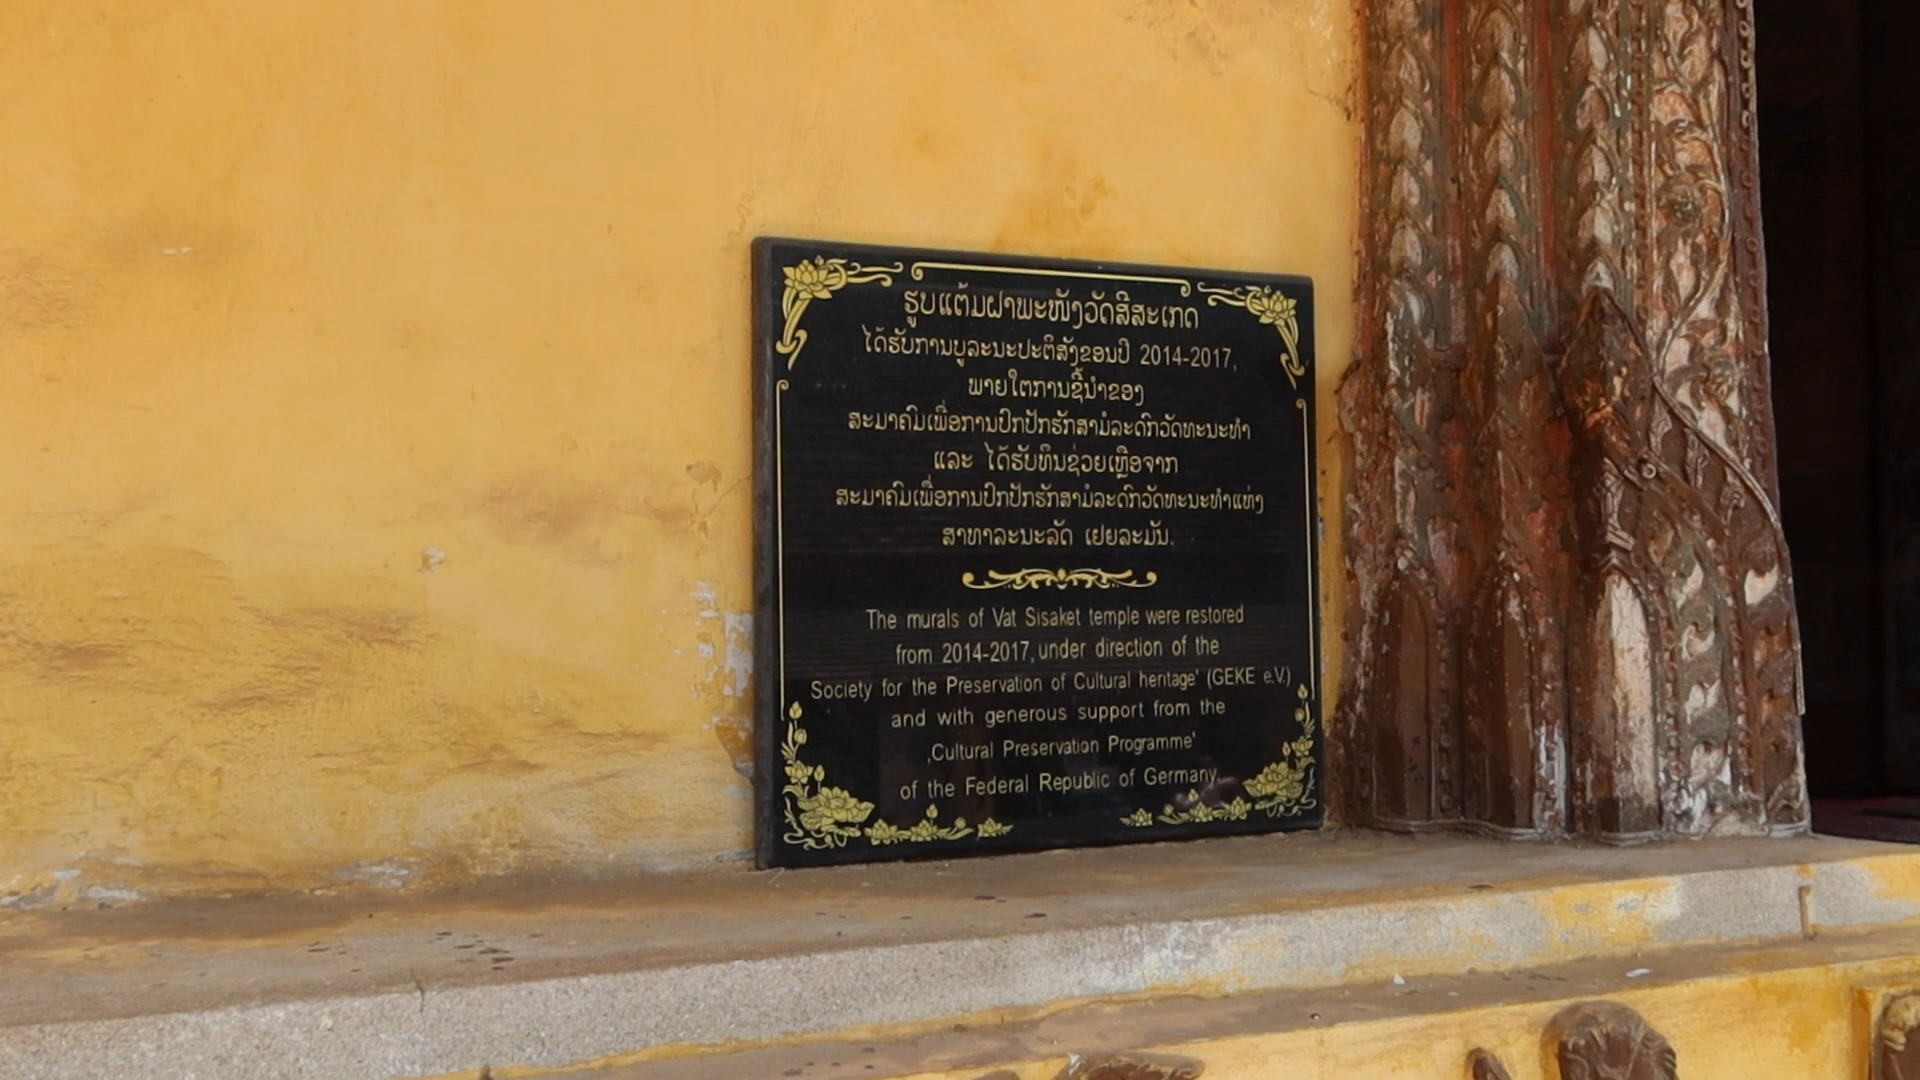 ຮູບແຕ້ມຝາພະໜັງວັດສີສະເກດ
ໄດ້ຮັບການບູລະນະປະຕິສັງຂອນປີ 2014-2017,
ພາຍໃຕການຊີ້ນຳຂອງ
ສະມາຄົມເພື່ອການປົກປັກຮັກສາມໍລະດົກວັດທະນະທຳ
ແລະ ໄດ້ຮັບທຶນຊ່ວຍເຫຼືອຈາກ
ສະມາຄົມເພື່ອການປົກປັກຮັກສາມໍລະດົກວັດທະນະທຳແຫ່ງ
ສາທາລະນະລັດ ເຢຍລະມັນ.
The murals of Vat Sisaket temple were restored
from 2014-2017, under direction of the
Society for the Preservation of Cultural heritage' (GEKE e.V.)
and with generous support from the
,Cultural Preservation Programme'
of the Federal Republic of Germany.